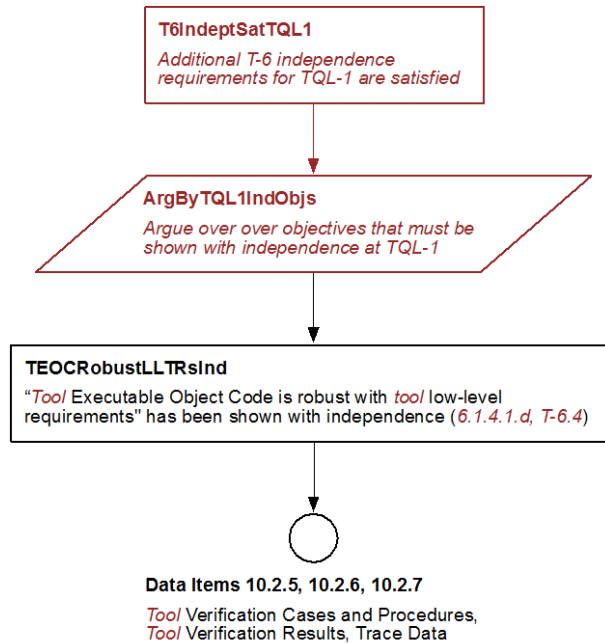 T6IndeptSatTQL1
Additional T-6 independence
requirements for TQL-1 are satisfied
ArgByTQL1IndObjs
Argue over over objectives that must be
shown with independence at TQL-1
TEOCRobustLLTRsInd
“Tool Executable Object Code is robust with tool low-level
requirements" has been shown with independence (6.1.4.1.d, T-6.4)
Data Items 10.2.5, 10.2.6, 10.2.7
Tool Verification Cases and Procedures,
Tool Verification Results, Trace Data